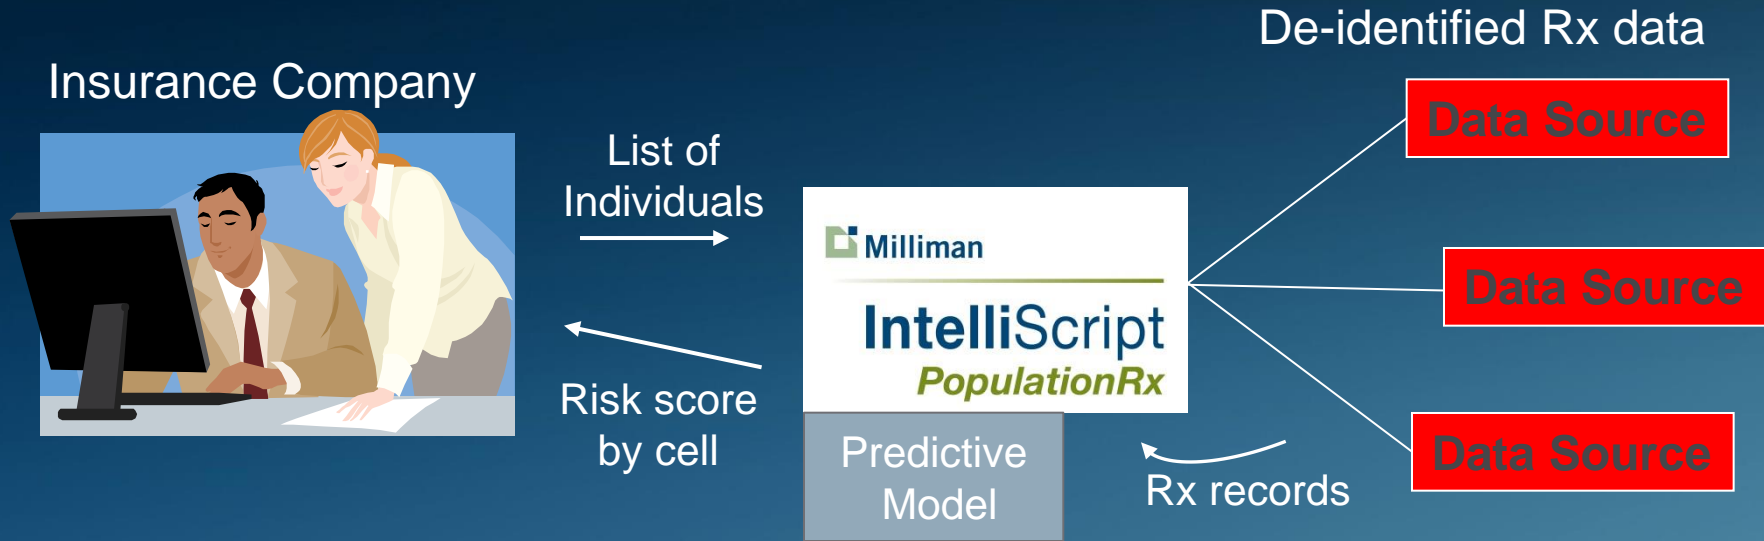 De-identified Rx data
Insurance Company
Data Source
List of
Individuals
Milliman
IntelliScript
PopulationRx
Data Source
Risk score
by cell
Predictive
Model
Rx records
Data Source